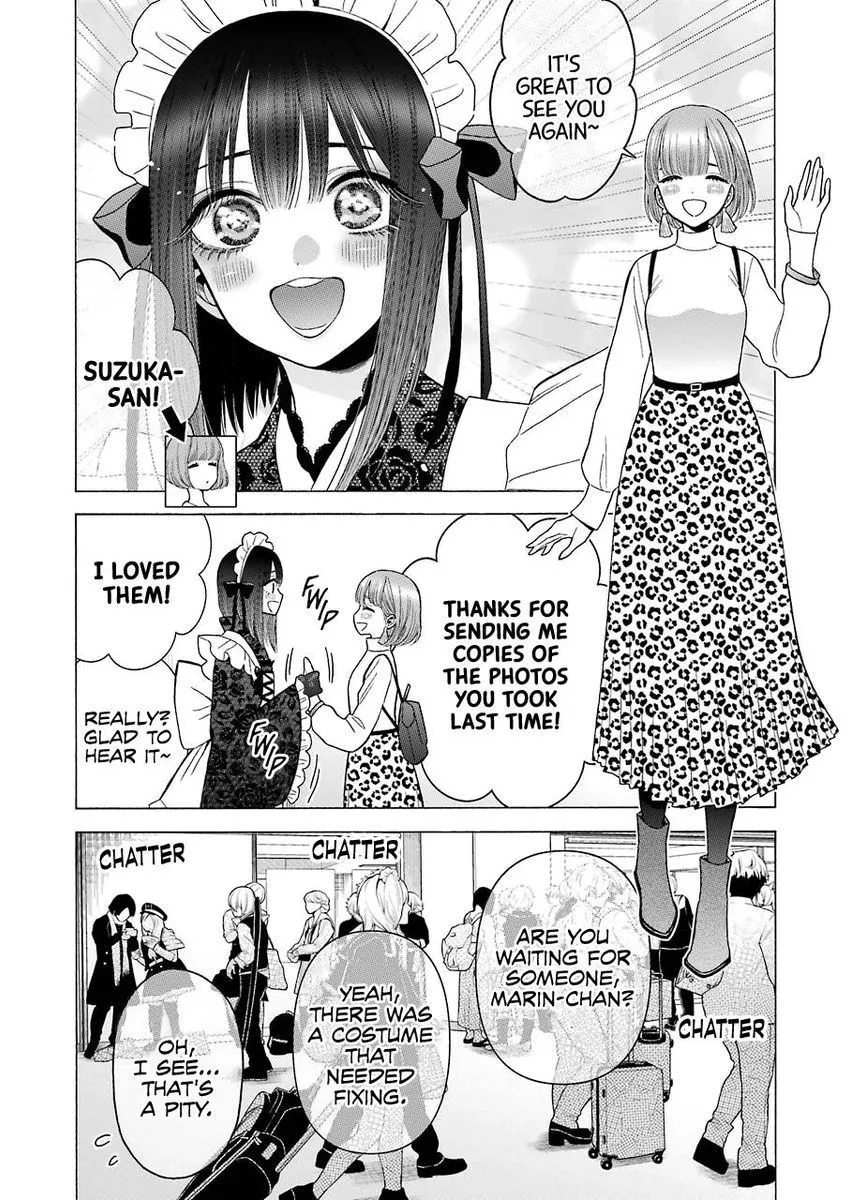 IT'S
GREAT TO
SEE YOU
AGAIN~
SUZUKA-
SAN!
THANKS FOR
SENDING ME
COPIES OF
THE PHOTOS
YOU TOOK
LAST TIME!
FWIP
FWIP
I LOVED
THEM!
REALLY?
GLAD TO
HEAR IT~
CHATTER
CHATTER
ARE YOU
WAITING FOR
SOMEONE,
MARIN-CHAN?
CHATTER
YEAH,
THERE WAS
A COSTUME
THAT
NEEDED
FIXING.
OH,
I SEE...
THAT'S
A PITY.